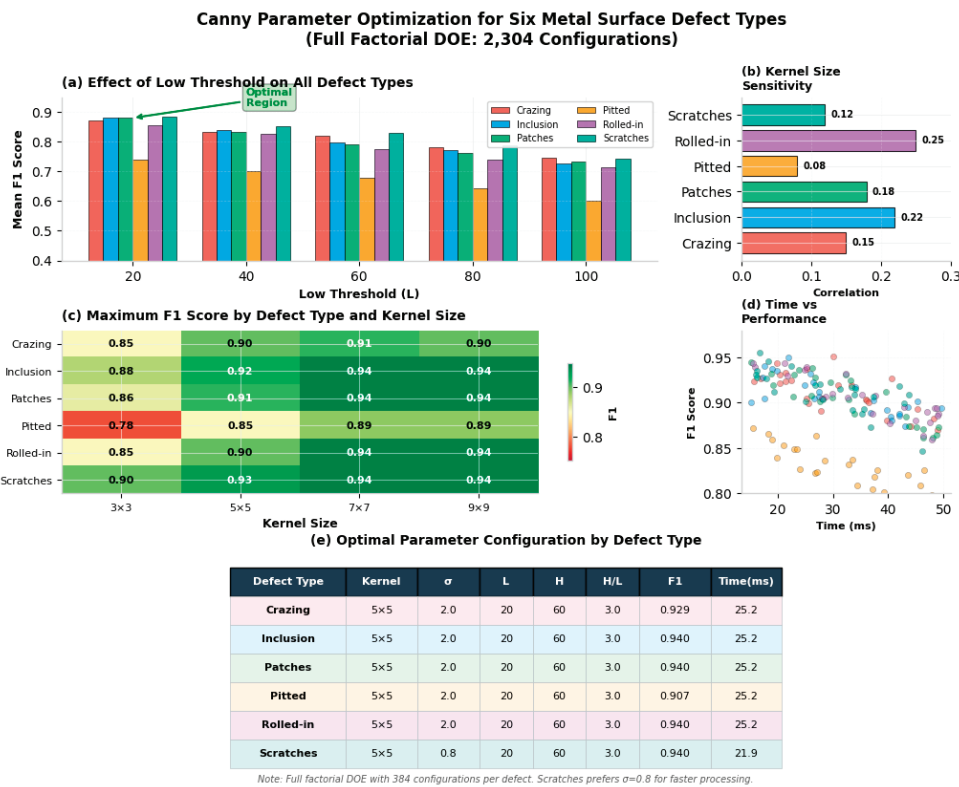 Canny Parameter Optimization for Six Metal Surface Defect Types
(Full Factorial DOE: 2,304 Configurations)
(a) Effect of Low Threshold on All Defect Types
Optimal
Region
Crazing
Inclusion
Patches
Pitted
Rolled-in
Scratches
Mean F1 Score
0.9
0.8
0.7
0.6
0.5
0.4
20 40 60 80 100
Low Threshold (L)
(b) Kernel Size
Sensitivity
Scratches 0.12
Rolled-in 0.25
Pitted 0.08
Patches 0.18
Inclusion 0.22
Crazing 0.15
0.0 0.1 0.2 0.3
Correlation
(c) Maximum F1 Score by Defect Type and Kernel Size
Crazing 0.85 0.90 0.91 0.90
Inclusion 0.88 0.92 0.94 0.94
Patches 0.86 0.91 0.94 0.94
Pitted 0.78 0.85 0.89 0.89
Rolled-in 0.85 0.90 0.94 0.94
Scratches 0.90 0.93 0.94 0.94
3×3 5×5 7×7 9×9
Kernel Size
0.9
0.8
F1
(d) Time vs
Performance
F1 Score
0.95
0.90
0.85
0.80
20 30 40 50
Time (ms)
(e) Optimal Parameter Configuration by Defect Type
Defect Type Kernel σ L H H/L F1 Time(ms)
Crazing 5×5 2.0 20 60 3.0 0.929 25.2
Inclusion 5×5 2.0 20 60 3.0 0.940 25.2
Patches 5×5 2.0 20 60 3.0 0.940 25.2
Pitted 5×5 2.0 20 60 3.0 0.907 25.2
Rolled-in 5×5 2.0 20 60 3.0 0.940 25.2
Scratches 5×5 0.8 20 60 3.0 0.940 21.9
Note: Full factorial DOE with 384 configurations per defect. Scratches prefers σ=0.8 for faster processing.